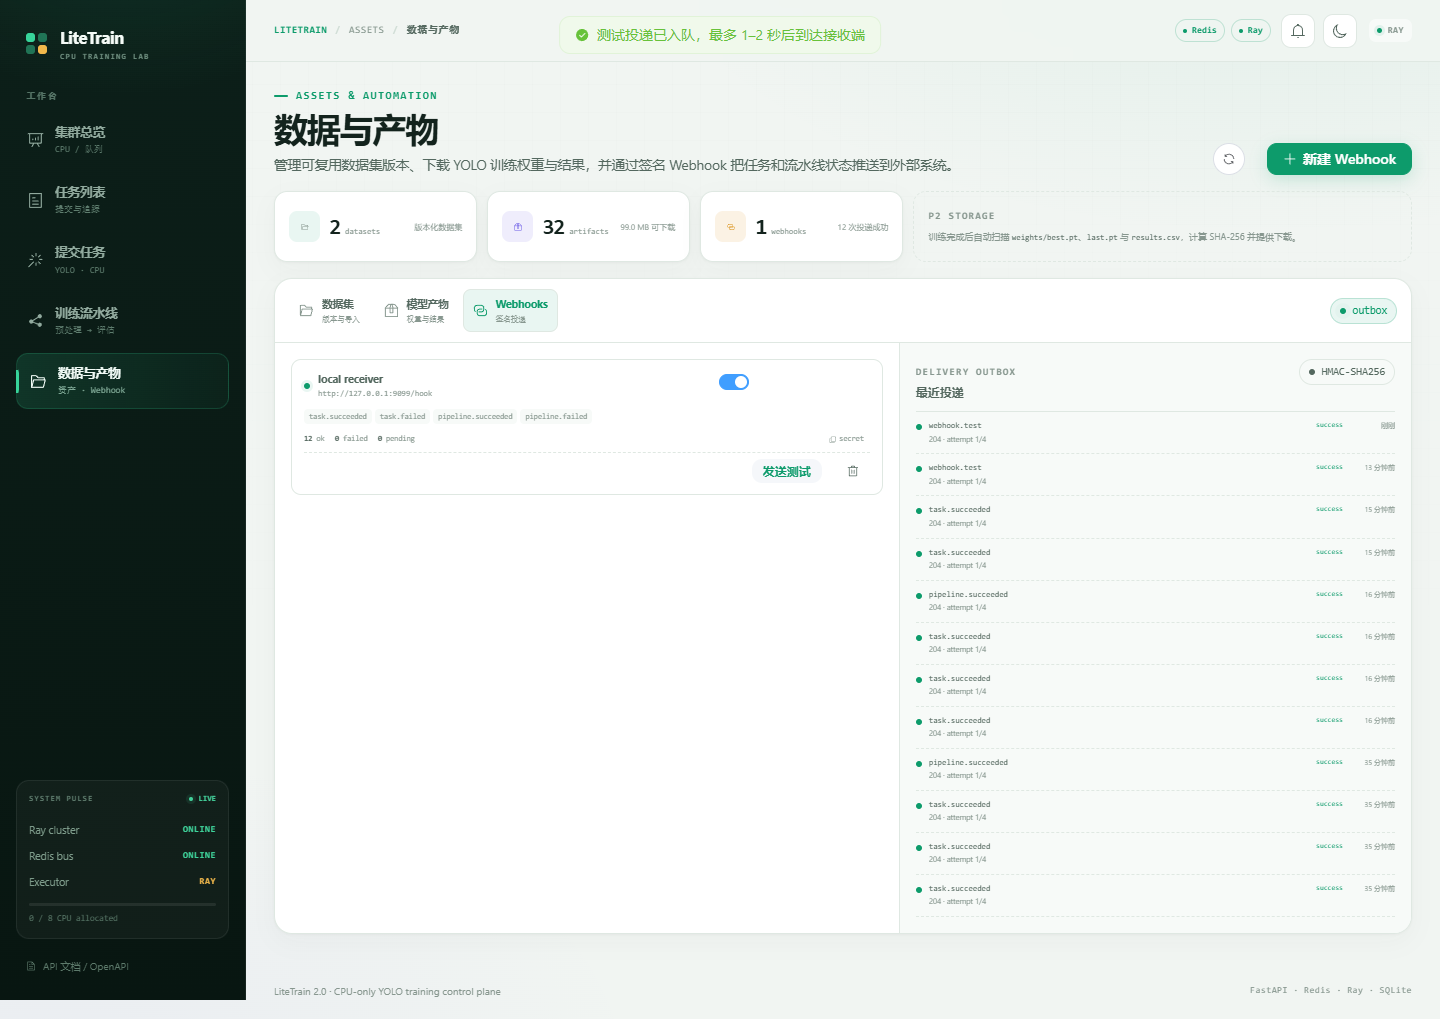 LiteTrain
CPU TRAINING LAB
工作台
集群总览
CPU / 队列
任务列表
提交与追踪
提交任务
YOLO · CPU
训练流水线
预处理 → 评估
数据与产物
资产 · Webhook
SYSTEM PULSE
LIVE
Ray cluster ONLINE
Redis bus ONLINE
Executor RAY
0 / 8 CPU allocated
API 文档 / OpenAPI
LITETRAIN / ASSETS / 数据与产物
测试投递已入队，最多 1–2 秒后到达接收端
Redis
Ray
RAY
ASSETS & AUTOMATION
数据与产物
管理可复用数据集版本、下载 YOLO 训练权重与结果，并通过签名 Webhook 把任务和流水线状态推送到外部系统。
新建 Webhook
2 datasets 版本化数据集
32 artifacts 99.0 MB 可下载
1 webhooks 12 次投递成功
P2 STORAGE
训练完成后自动扫描 weights/best.pt、last.pt 与 results.csv，计算 SHA-256 并提供下载。
数据集
版本与导入
模型产物
权重与结果
Webhooks
签名投递
outbox
local receiver
http://127.0.0.1:9099/hook
task.succeeded task.failed pipeline.succeeded pipeline.failed
12 ok 0 failed 0 pending
secret
发送测试
DELIVERY OUTBOX
最近投递
HMAC-SHA256
webhook.test success 刚刚
204 · attempt 1/4
webhook.test success 13 分钟前
204 · attempt 1/4
task.succeeded success 15 分钟前
204 · attempt 1/4
task.succeeded success 15 分钟前
204 · attempt 1/4
pipeline.succeeded success 16 分钟前
204 · attempt 1/4
task.succeeded success 16 分钟前
204 · attempt 1/4
task.succeeded success 16 分钟前
204 · attempt 1/4
task.succeeded success 16 分钟前
204 · attempt 1/4
pipeline.succeeded success 35 分钟前
204 · attempt 1/4
task.succeeded success 35 分钟前
204 · attempt 1/4
task.succeeded success 35 分钟前
204 · attempt 1/4
task.succeeded success 35 分钟前
204 · attempt 1/4
LiteTrain 2.0 · CPU-only YOLO training control plane
FastAPI · Redis · Ray · SQLite